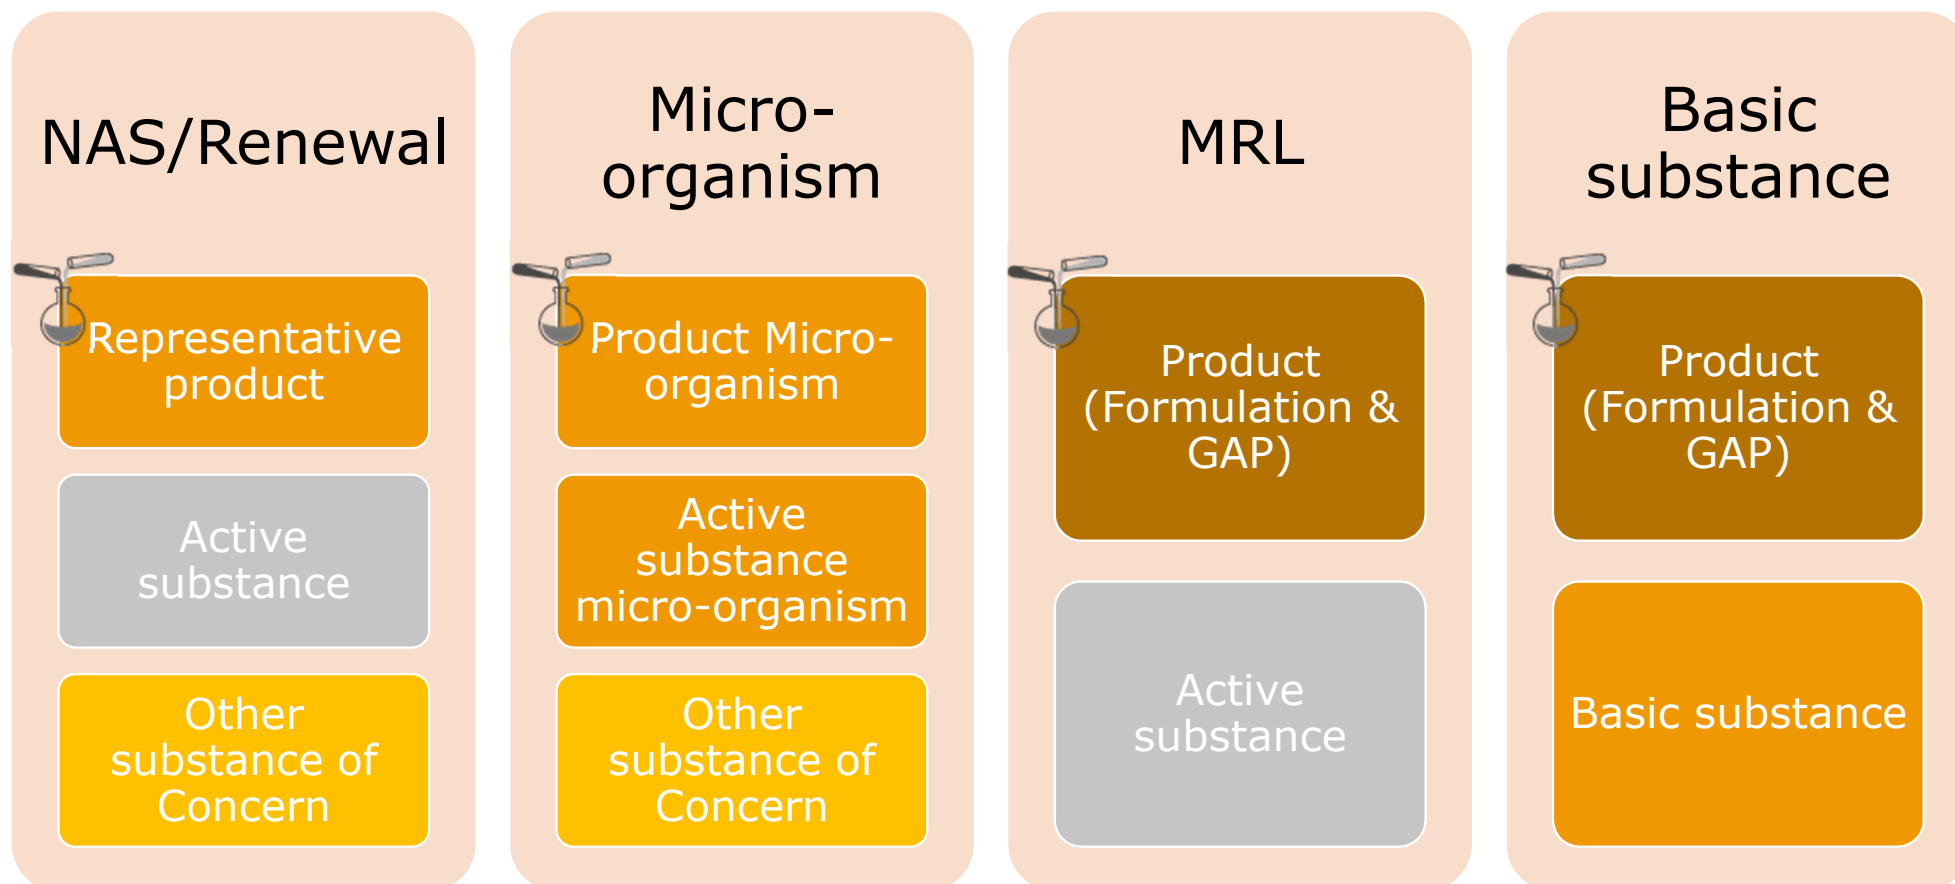 NAS/Renewal
Representative
product
Active
substance
Other
substance of
Concern
Micro-
organism
Product Micro-
organism
Active
substance
micro-organism
Other
substance of
Concern
MRL
Product
(Formulation &
GAP)
Active
substance
Basic
substance
Product
(Formulation &
GAP)
Basic substance